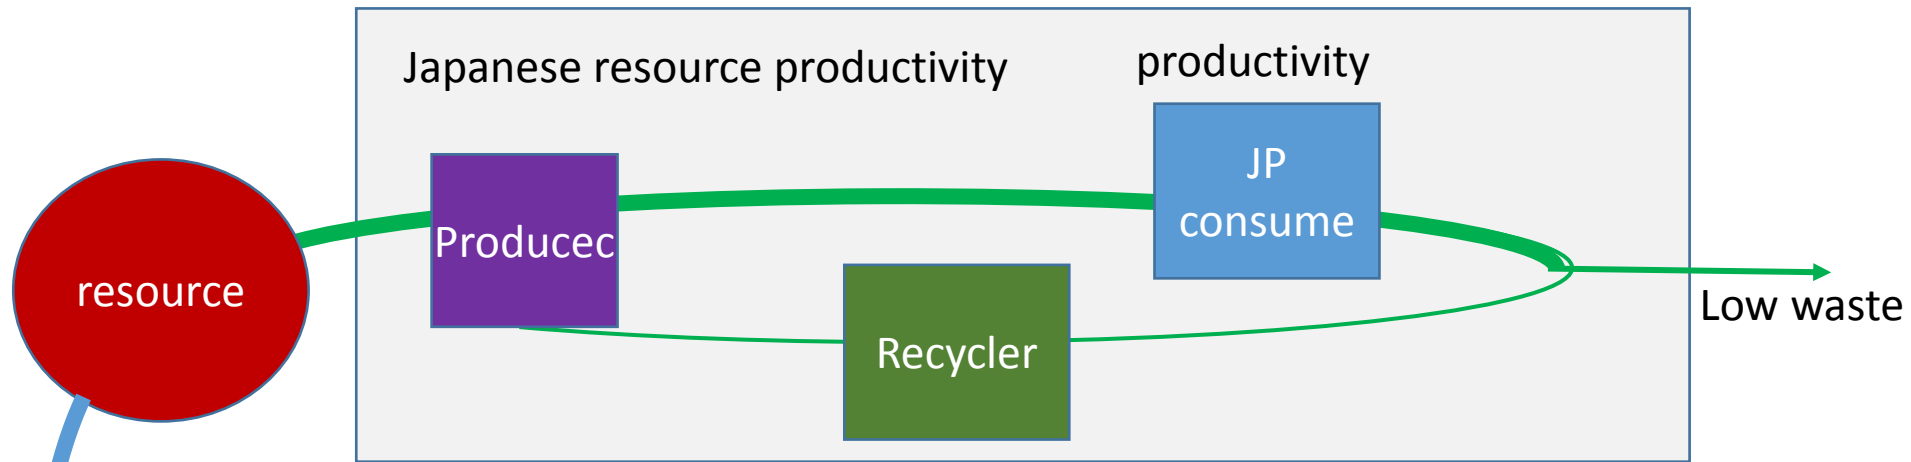 Japanese resource productivity
productivity
resource
Producec
JP
consume
Recycler
Low waste